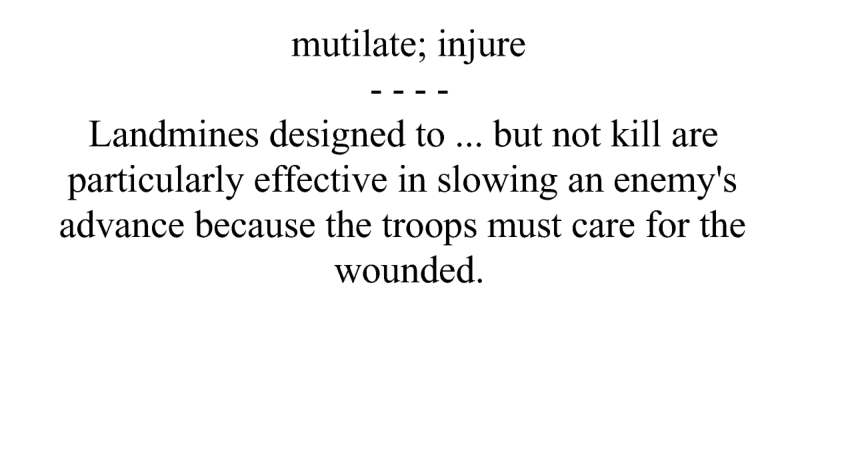 mutilate; injure
- - - -
Landmines designed to ... but not kill are
particularly effective in slowing an enemy's
advance because the troops must care for the
wounded.